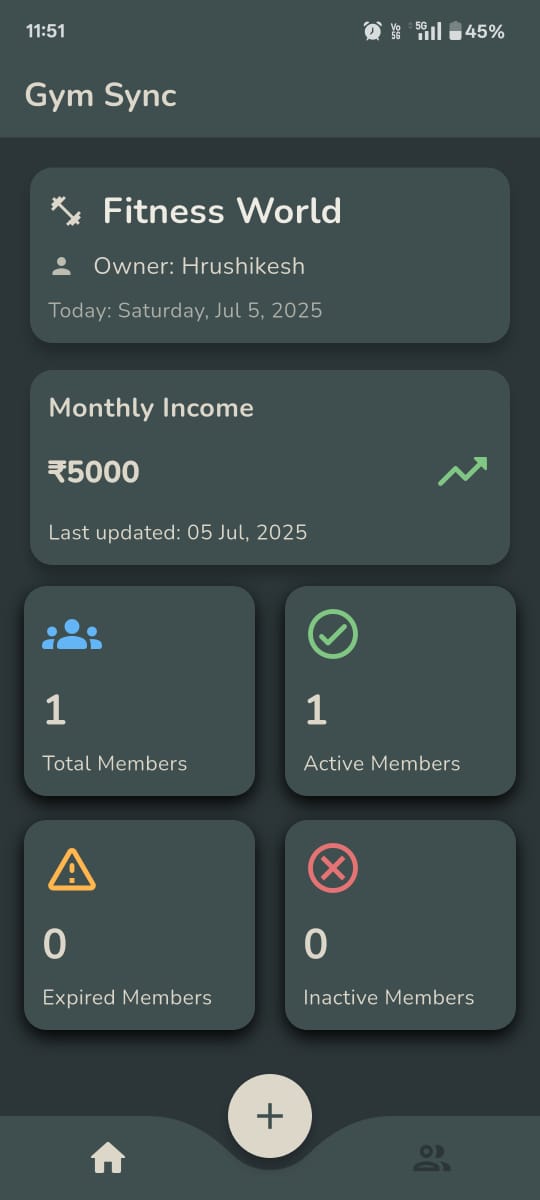 11:51
Vo 5G 5G 45%
Gym Sync
Fitness World
Owner: Hrushikesh
Today: Saturday, Jul 5, 2025
Monthly Income
₹5000
Last updated: 05 Jul, 2025
1
1
Total Members
Active Members
0
0
Expired Members
Inactive Members